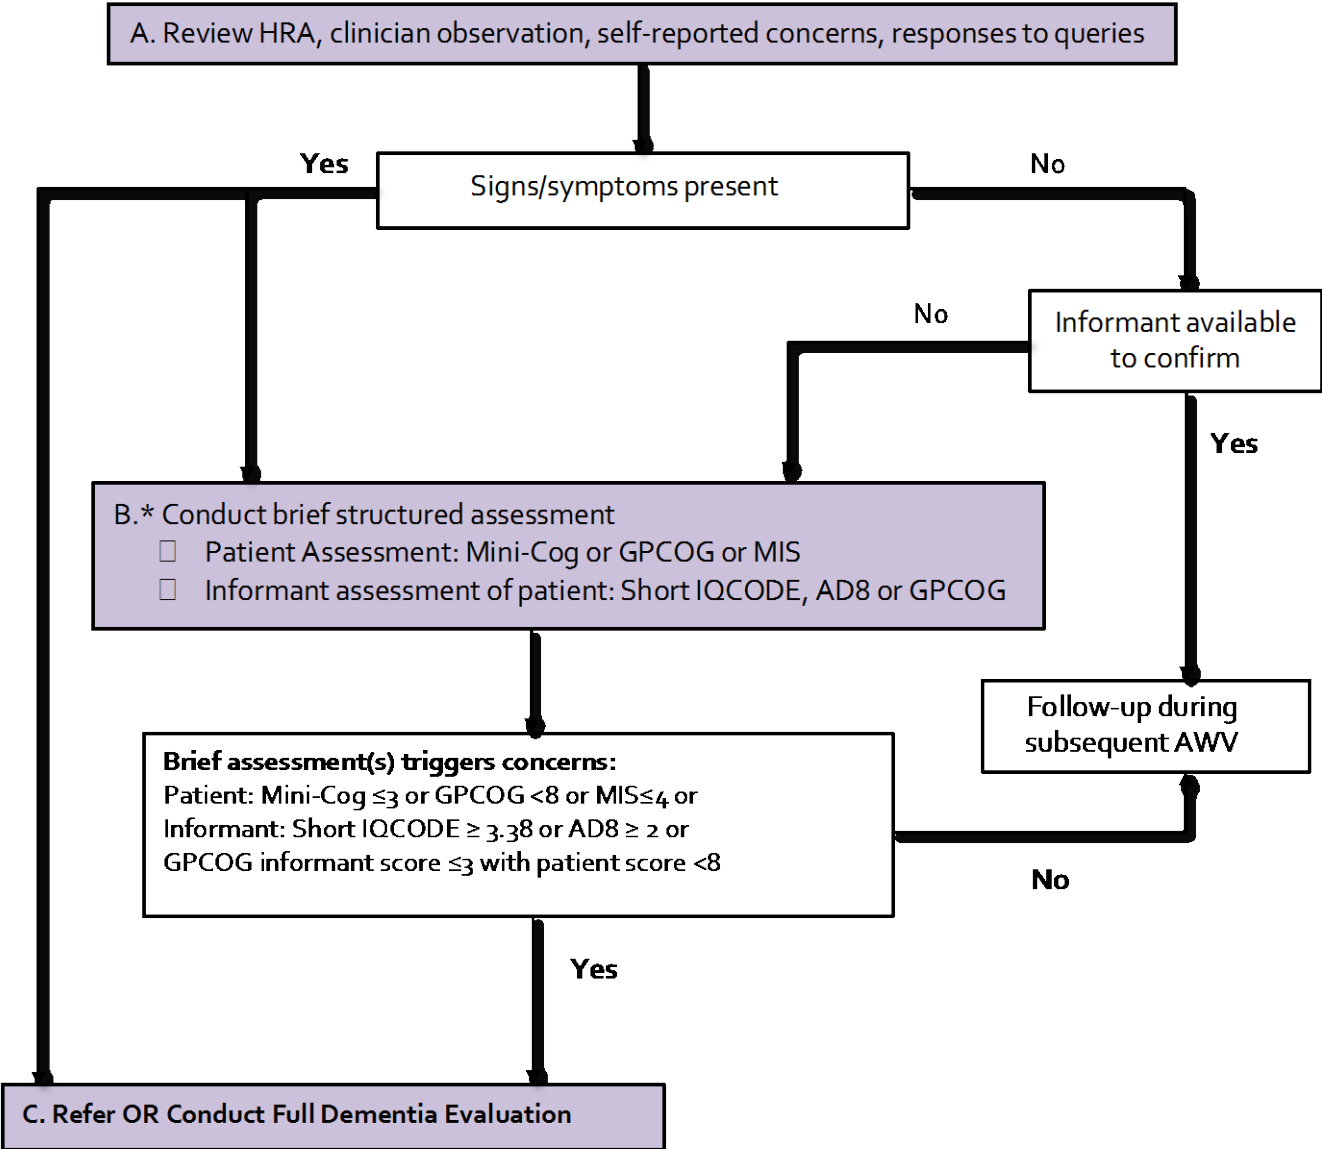 A. Review HRA, clinician observation, self-reported concerns, responses to queries
Yes
Signs/symptoms present
No
No
Informant available
to confirm
Yes
B.* Conduct brief structured assessment
Patient Assessment: Mini-Cog or GPCOG or MIS
Informant assessment of patient: Short IQCODE, AD8 or GPCOG
Follow-up during
subsequent AWV
Brief assessment(s) triggers concerns:
Patient: Mini-Cog ≤3 or GPCOG <8 or MIS≤4 or
Informant: Short IQCODE ≥ 3.38 or AD8 ≥ 2 or
GPCOG informant score ≤3 with patient score <8
No
Yes
C. Refer OR Conduct Full Dementia Evaluation